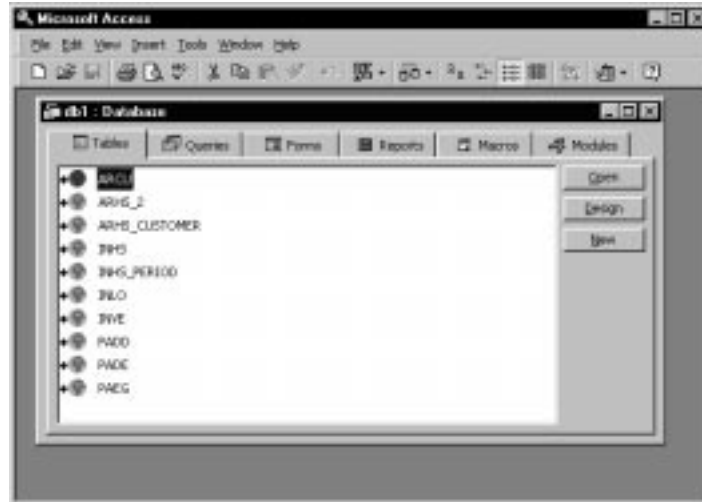 Microsoft Access
File Edit View Insert Tools Window Help
db1 : Database
Tables Queries Forms Reports Macros Modules
ARCU
Open
ARHS_2
Design
ARHS_CUSTOMER
New
INHS
INHS_PERIOD
INLO
INVE
PADD
PADE
PAEG